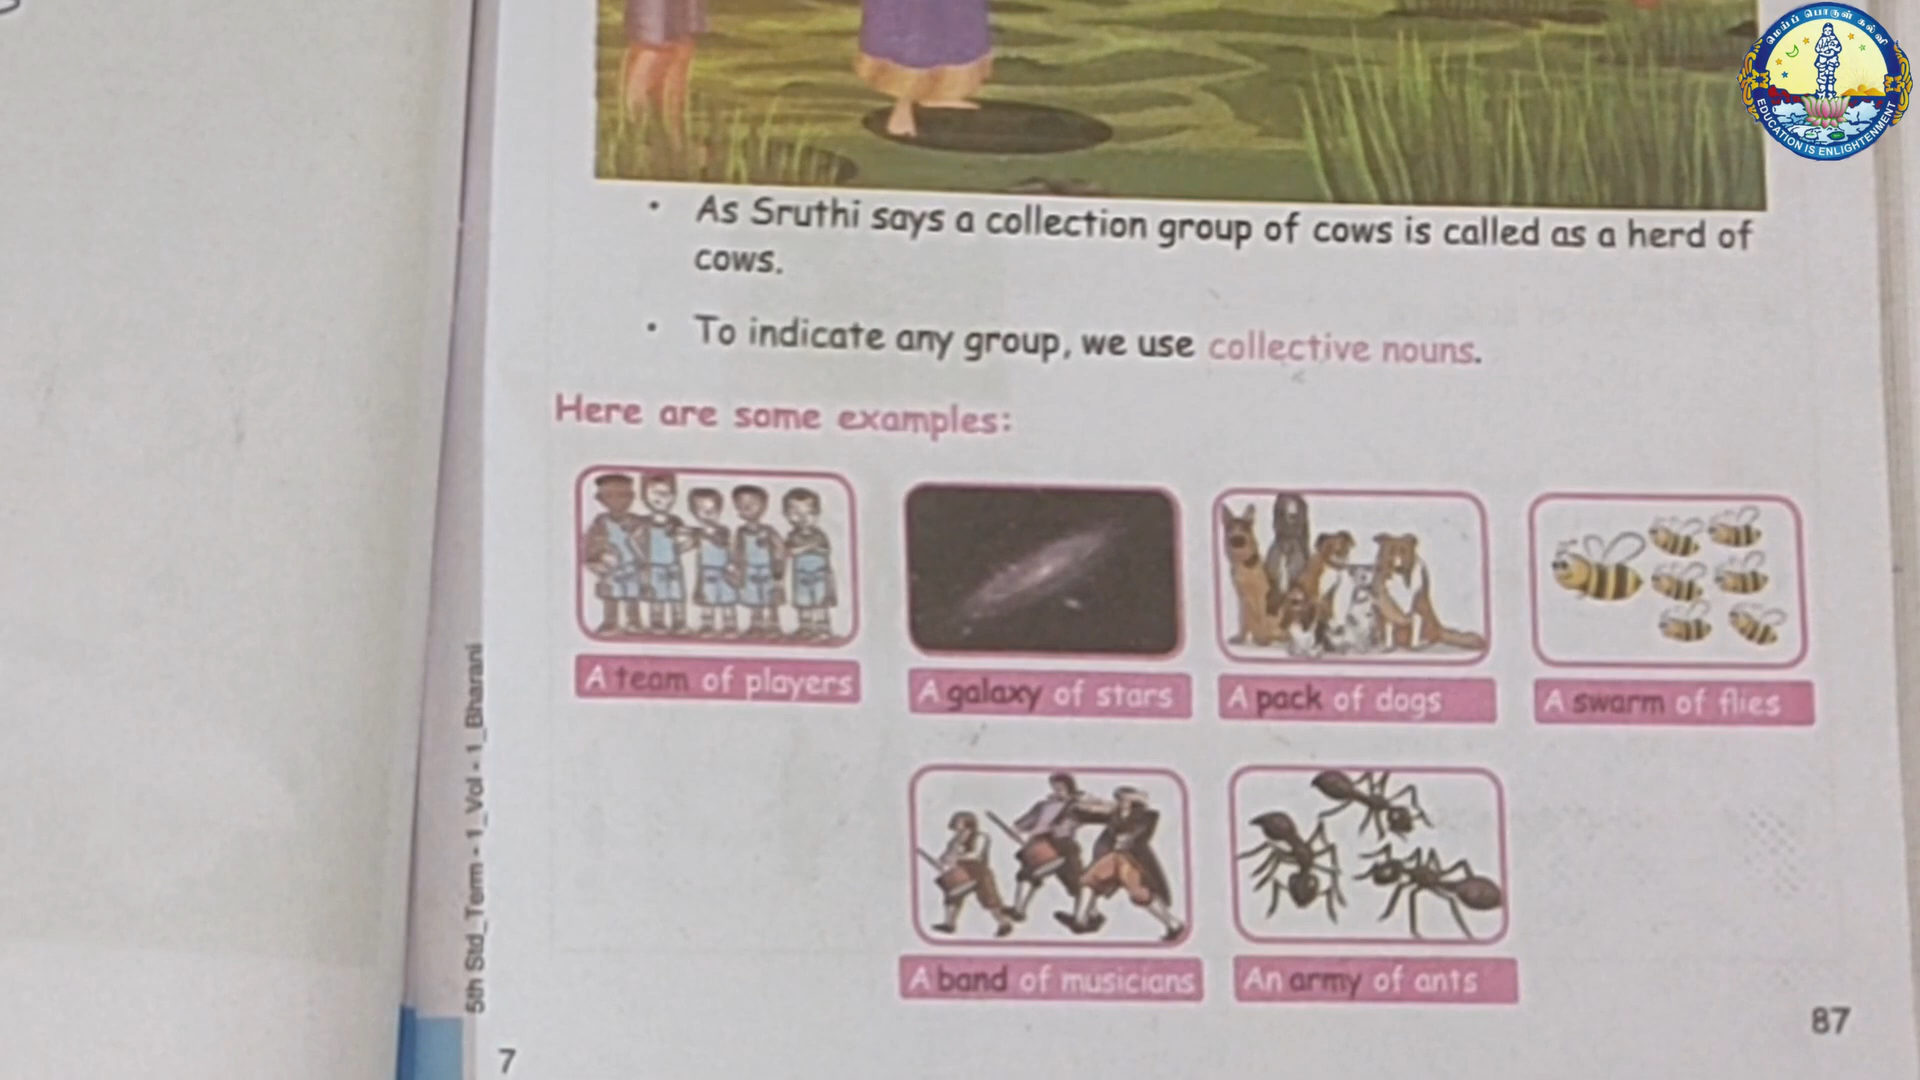 மெய்ப் பொருள் கல்வி
EDUCATION IS ENLIGHTENMENT
• As Sruthi says a collection group of cows is called as a herd of
cows.
• To indicate any group, we use collective nouns.
Here are some examples:
A team of players
A galaxy of stars
A pack of dogs
A swarm of flies
A band of musicians
An army of ants
87
7
5th Std_Term - 1_Vol - 1_Bharani